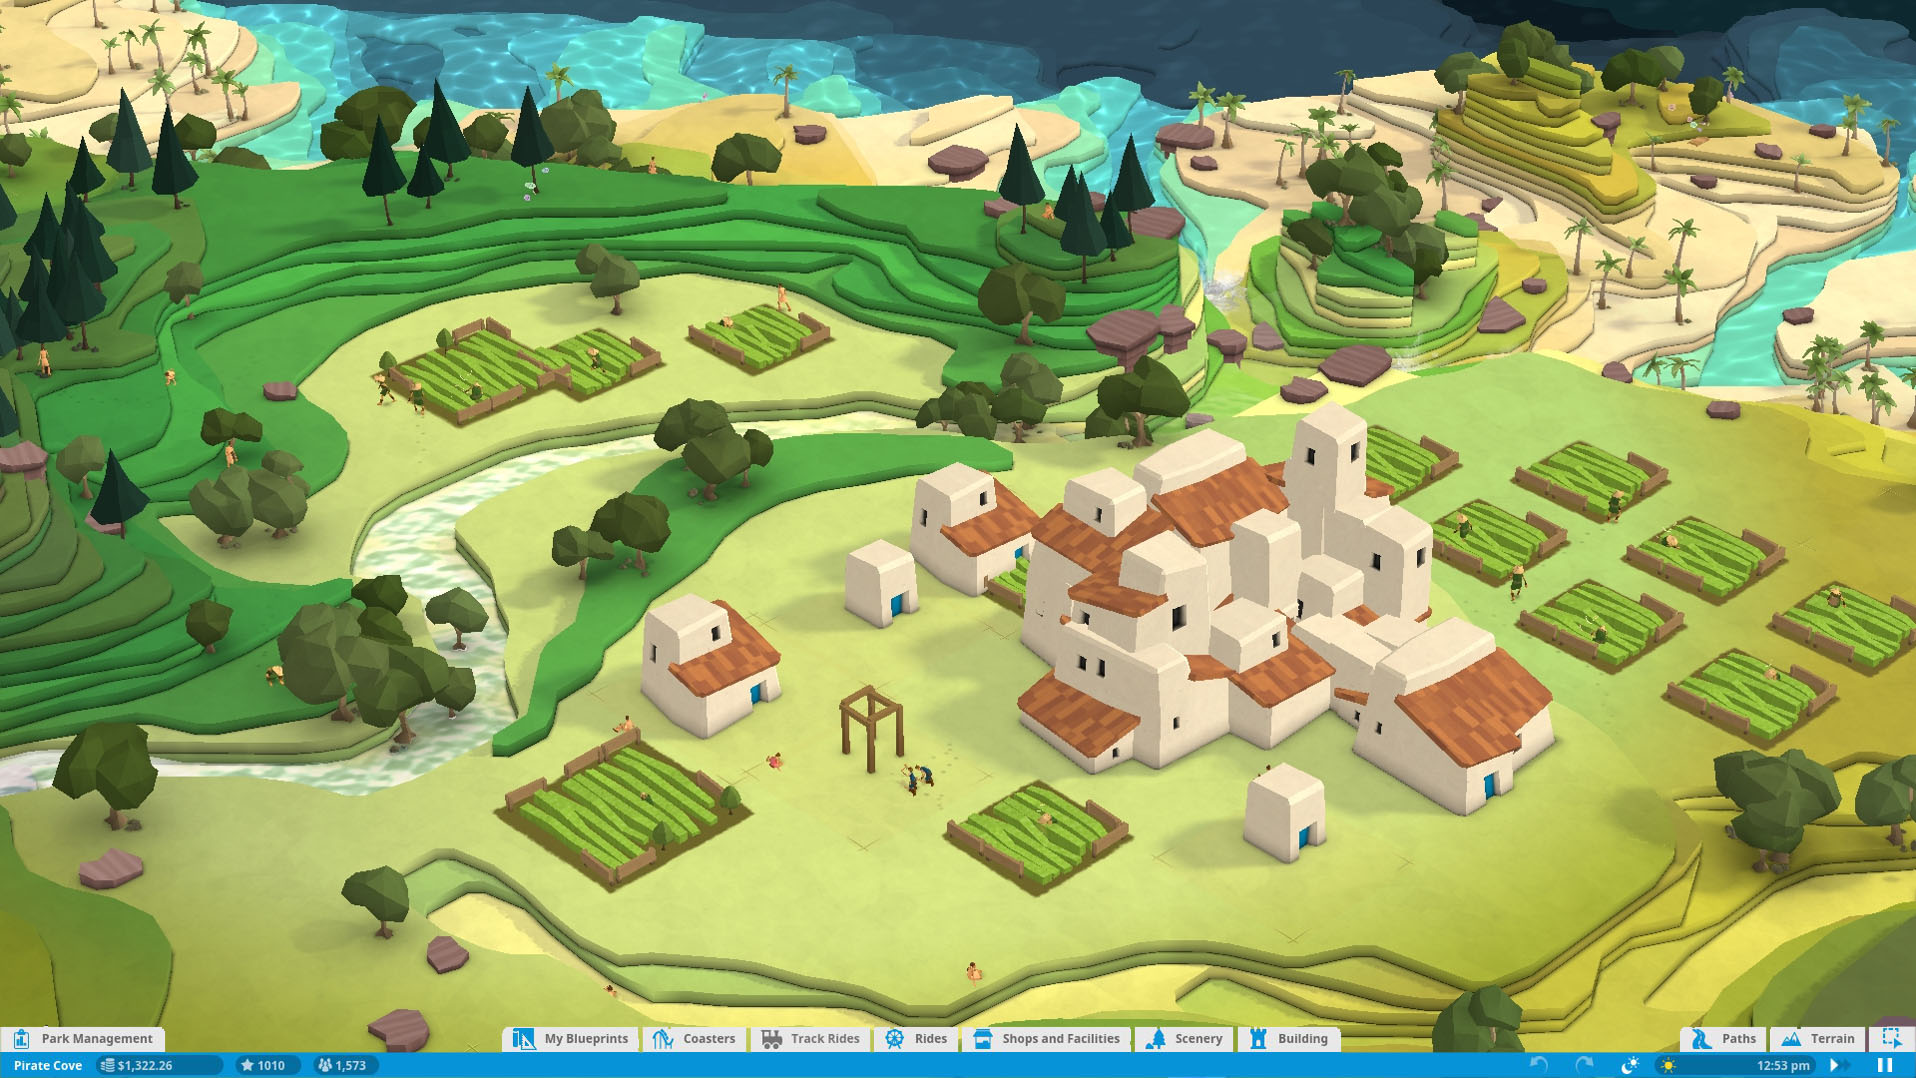 Park Management
My Blueprints
Coasters
Track Rides
Rides
Shops and Facilities
Scenery
Building
Paths
Terrain
Pirate Cove
$1,322.26
1010
1,573
12:53 pm